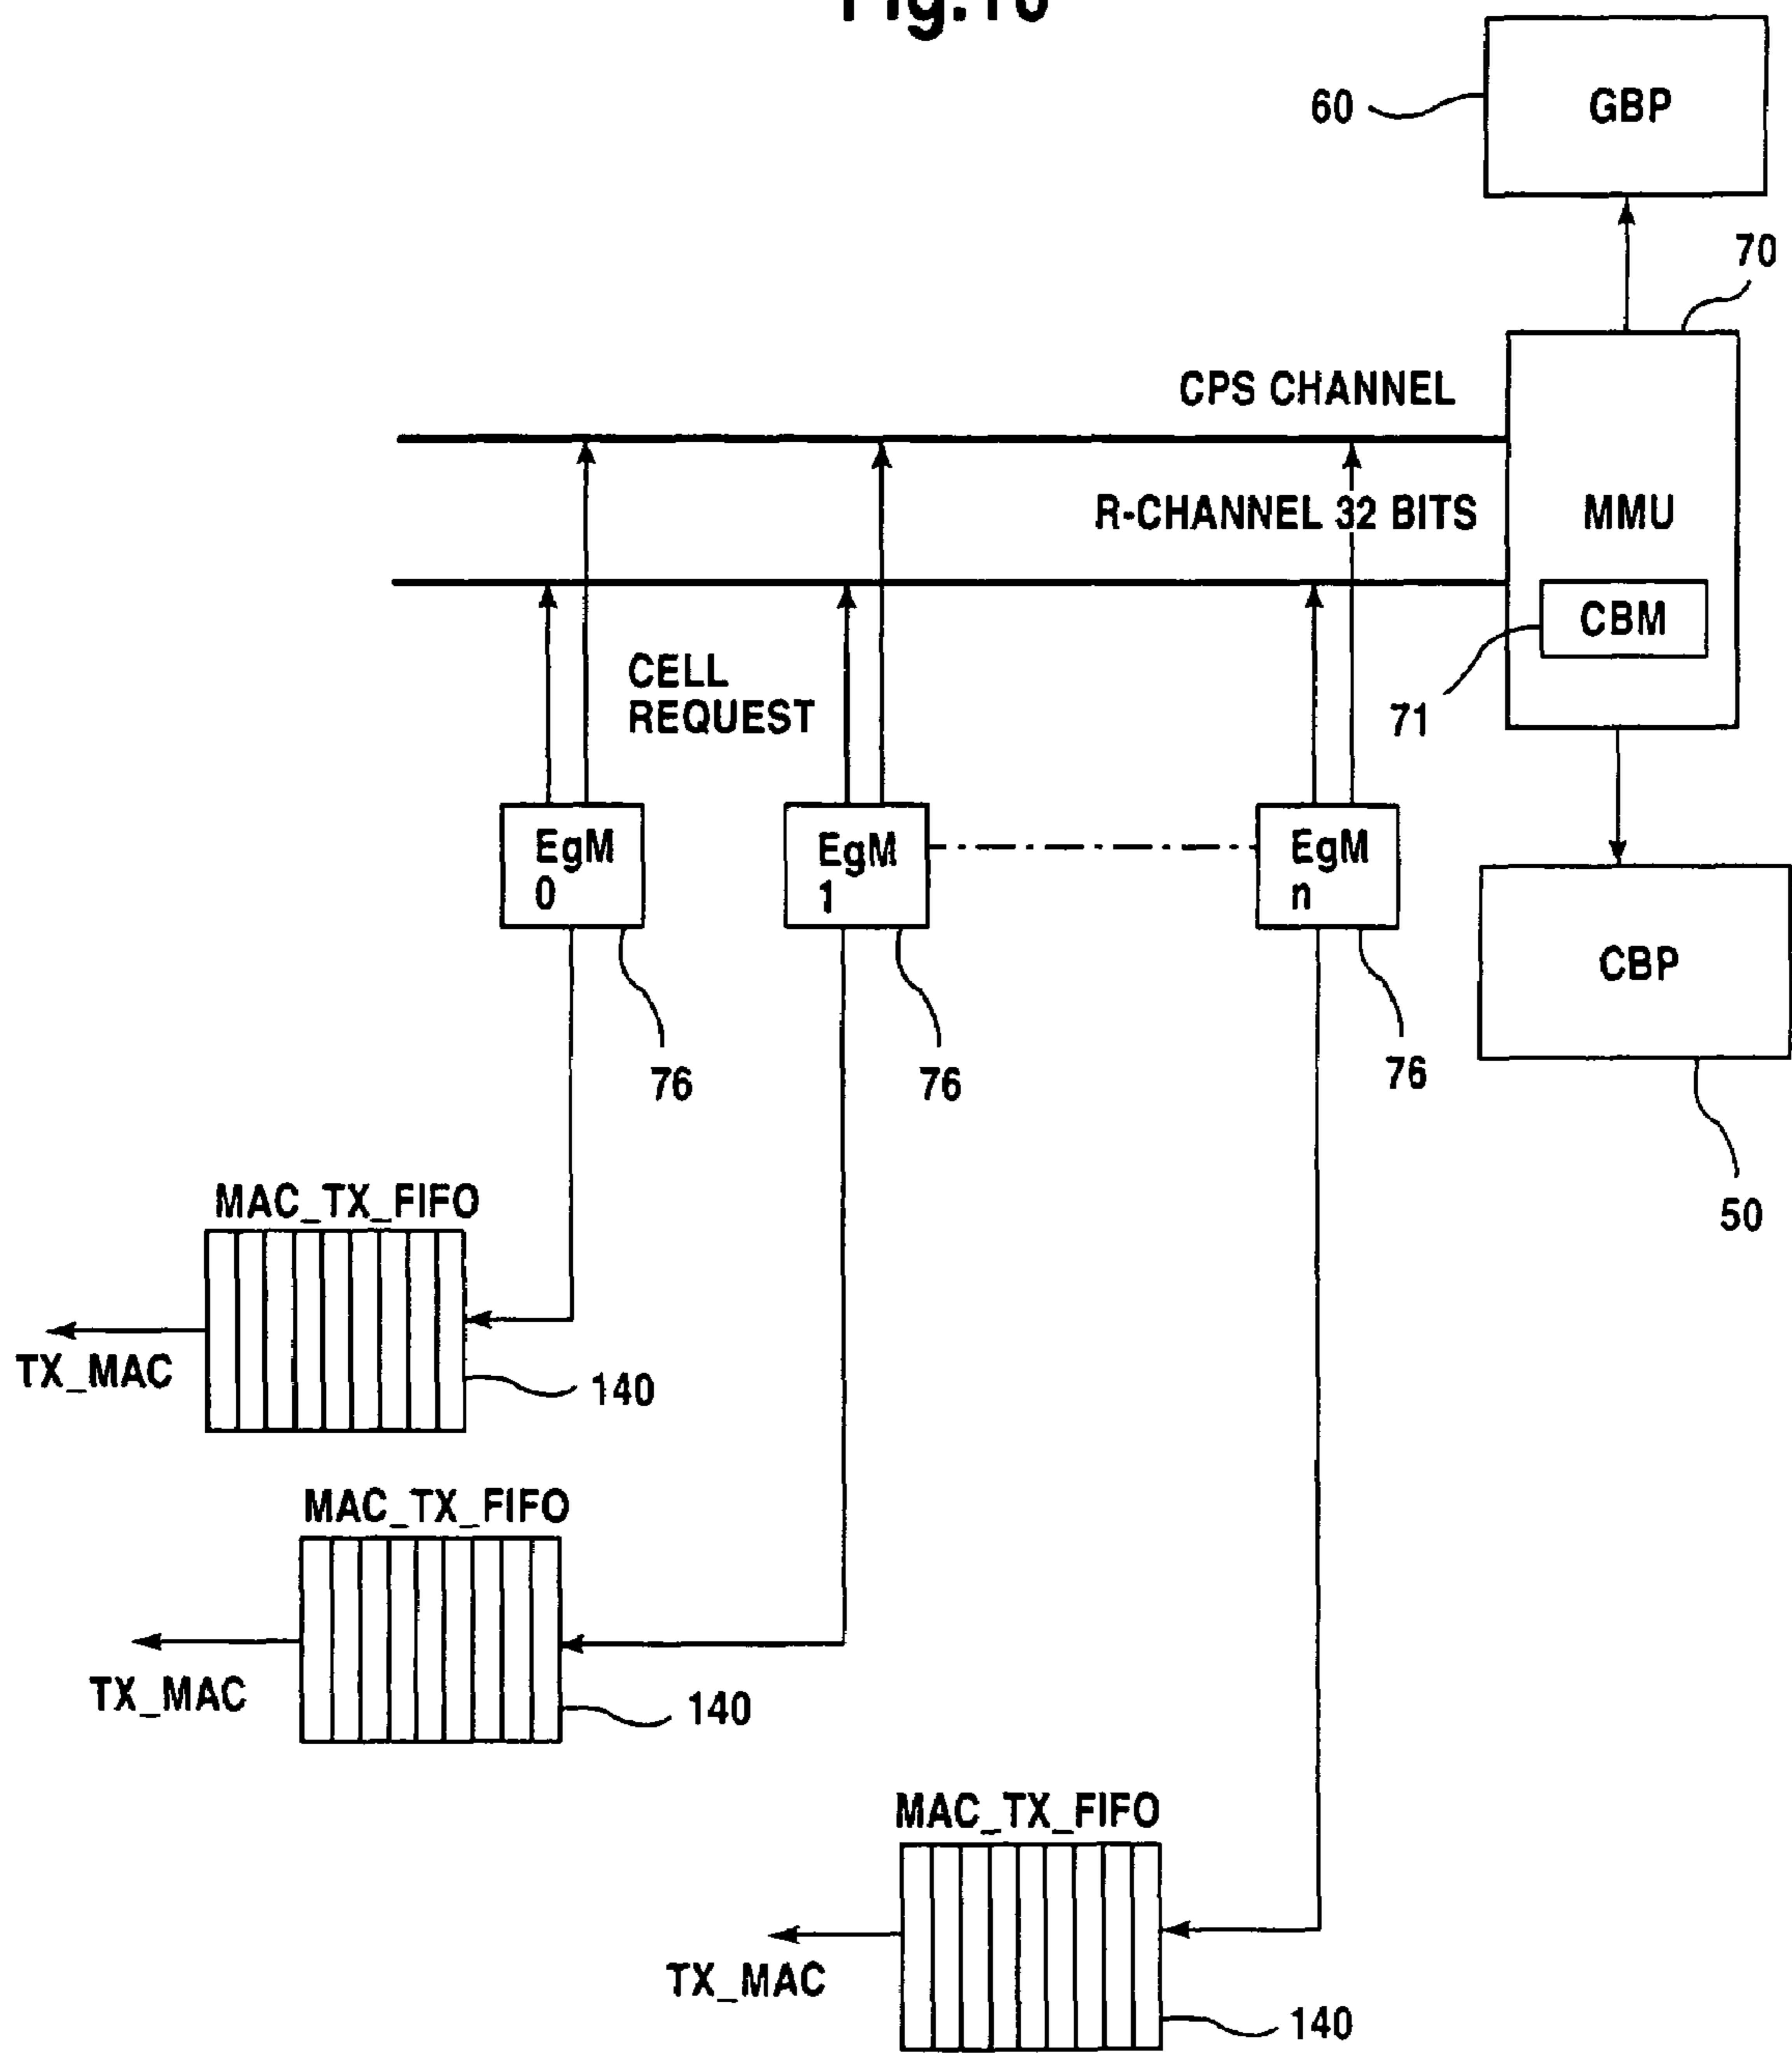 60
GBP
70
CPS CHANNEL
R-CHANNEL 32 BITS
MMU
CBM
71
CELL
REQUEST
EgM
0
EgM
1
EgM
n
CBP
76
76
76
50
MAC_TX_FIFO
TX_MAC
140
MAC_TX_FIFO
TX_MAC
140
MAC_TX_FIFO
TX_MAC
140